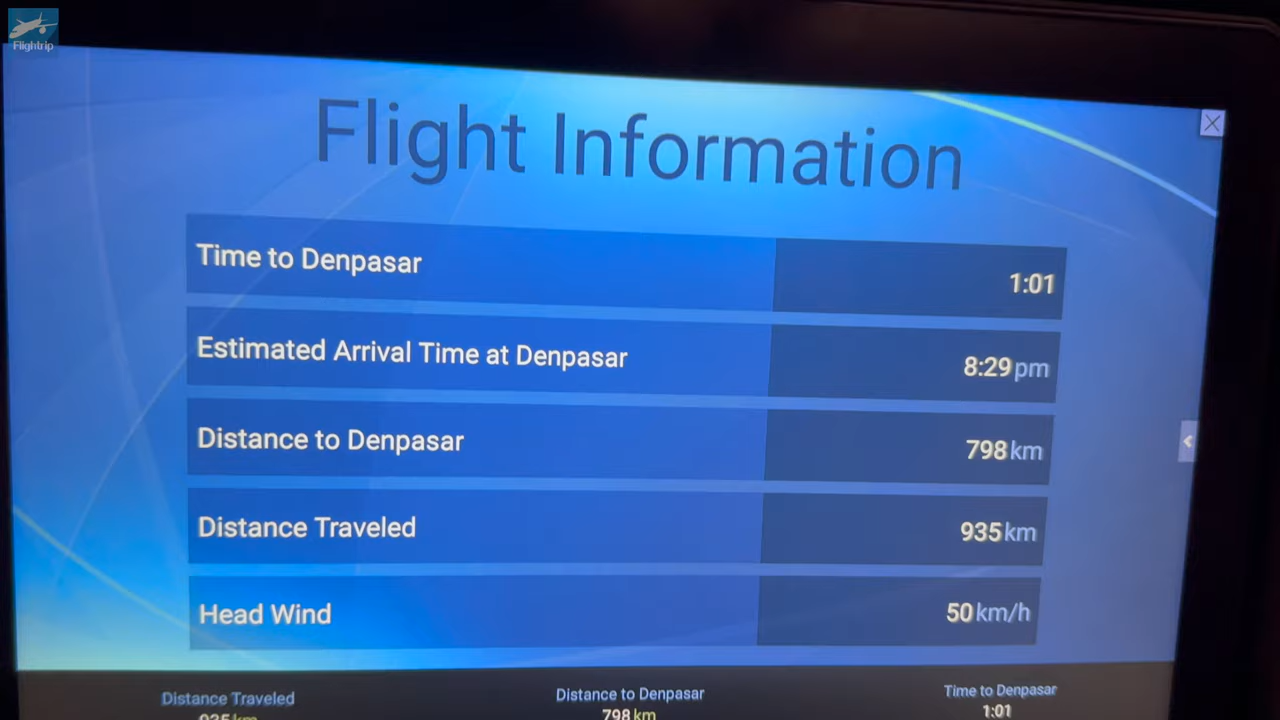 Flightrip
Flight Information
Time to Denpasar 1:01
Estimated Arrival Time at Denpasar 8:29 pm
Distance to Denpasar 798 km
Distance Traveled 935 km
Head Wind 50 km/h
Distance Traveled Distance to Denpasar Time to Denpasar
935 km 798 km 1:01